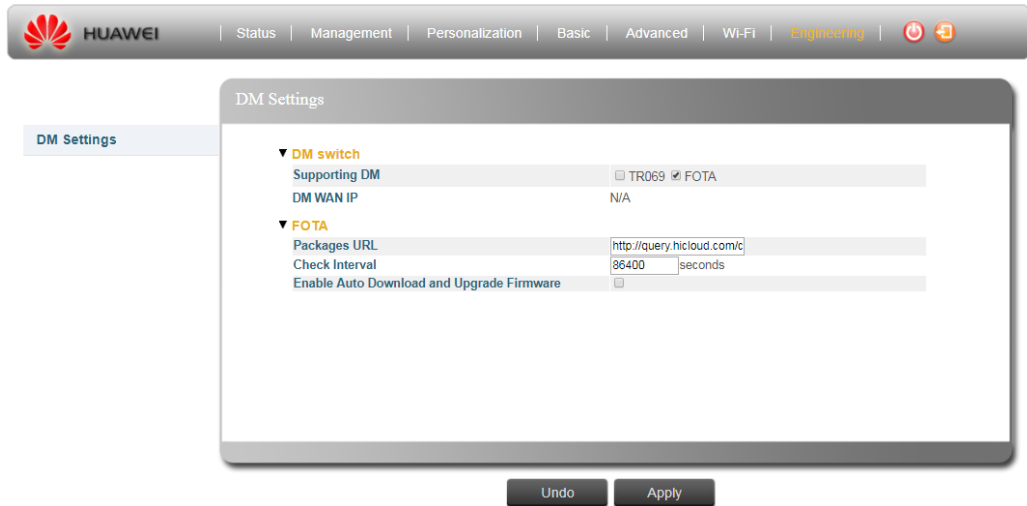 HUAWEI | Status | Management | Personalization | Basic | Advanced | Wi-Fi | Engineering |
DM Settings
DM Settings
DM switch
Supporting DM TR069 FOTA
DM WAN IP N/A
FOTA
Packages URL http://query.hicloud.com/c
Check Interval 86400 seconds
Enable Auto Download and Upgrade Firmware
Undo Apply